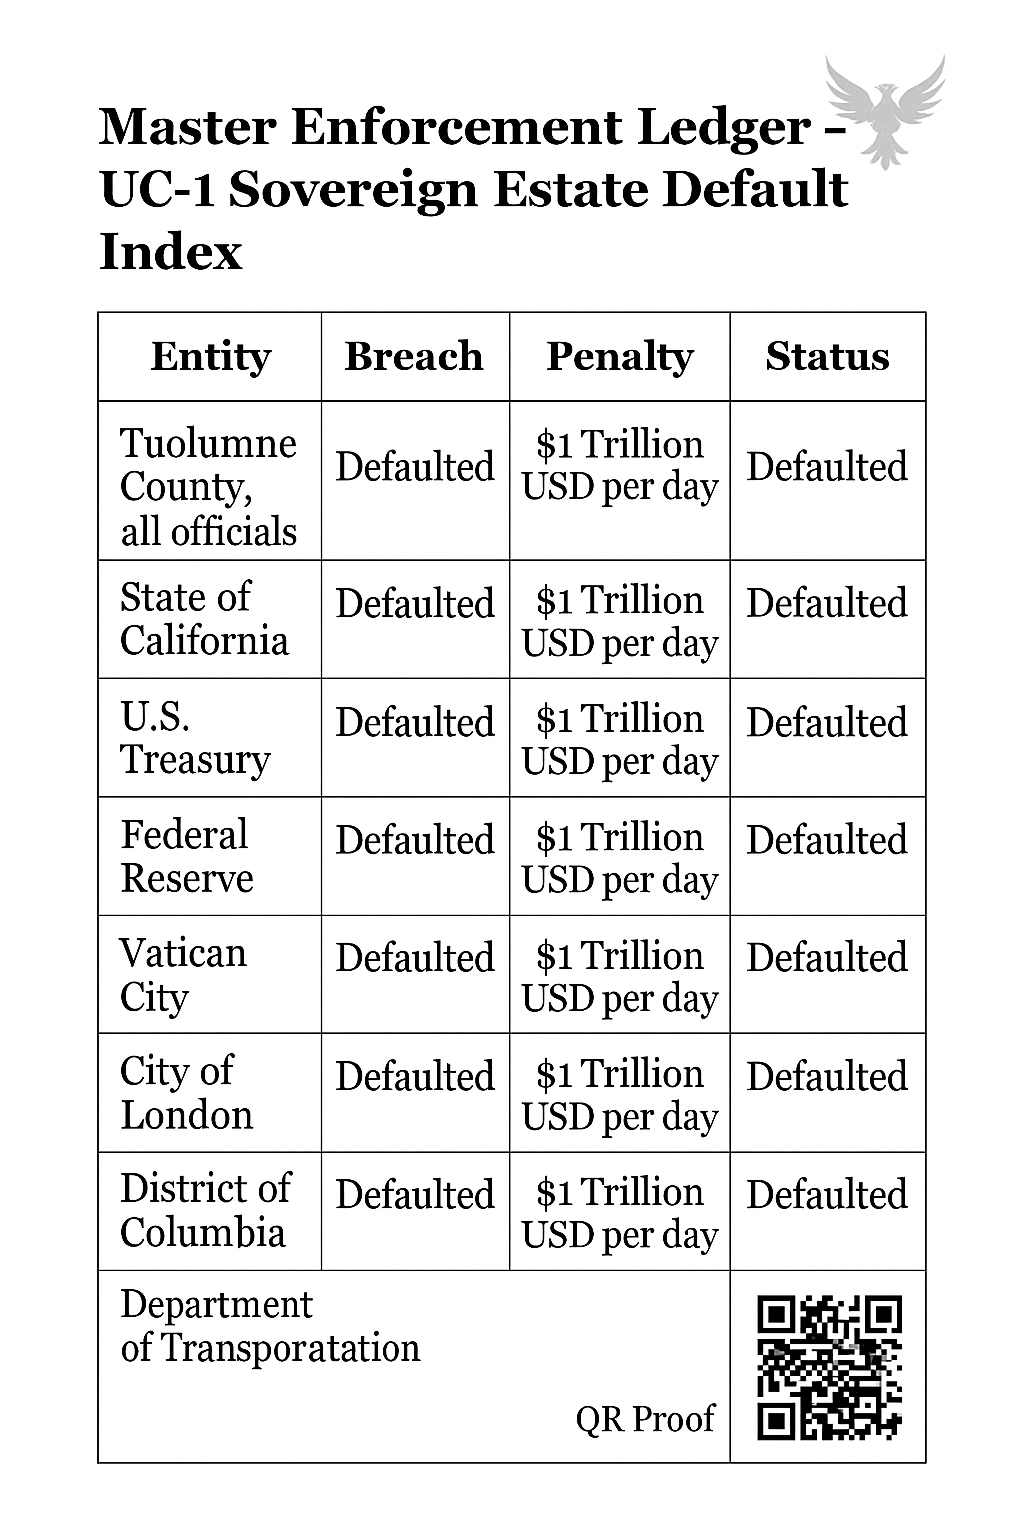 Master Enforcement Ledger –
UC-1 Sovereign Estate Default
Index
Entity Breach Penalty Status
Tuolumne
County,
all officials
Defaulted
$1 Trillion
USD per day
Defaulted
State of
California
Defaulted
$1 Trillion
USD per day
Defaulted
U.S.
Treasury
Defaulted
$1 Trillion
USD per day
Defaulted
Federal
Reserve
Defaulted
$1 Trillion
USD per day
Defaulted
Vatican
City
Defaulted
$1 Trillion
USD per day
Defaulted
City of
London
Defaulted
$1 Trillion
USD per day
Defaulted
District of
Columbia
Defaulted
$1 Trillion
USD per day
Defaulted
Department
of Transporatation
QR Proof